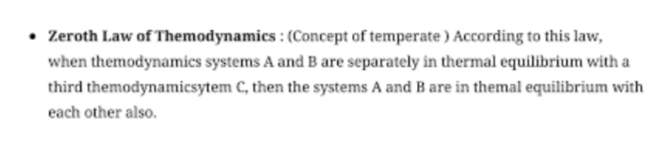 • Zeroth Law of Themodynamics : (Concept of temperate ) According to this law,
when themodynamics systems A and B are separately in thermal equilibrium with a
third themodynamicsytem C, then the systems A and B are in themal equilibrium with
each other also.